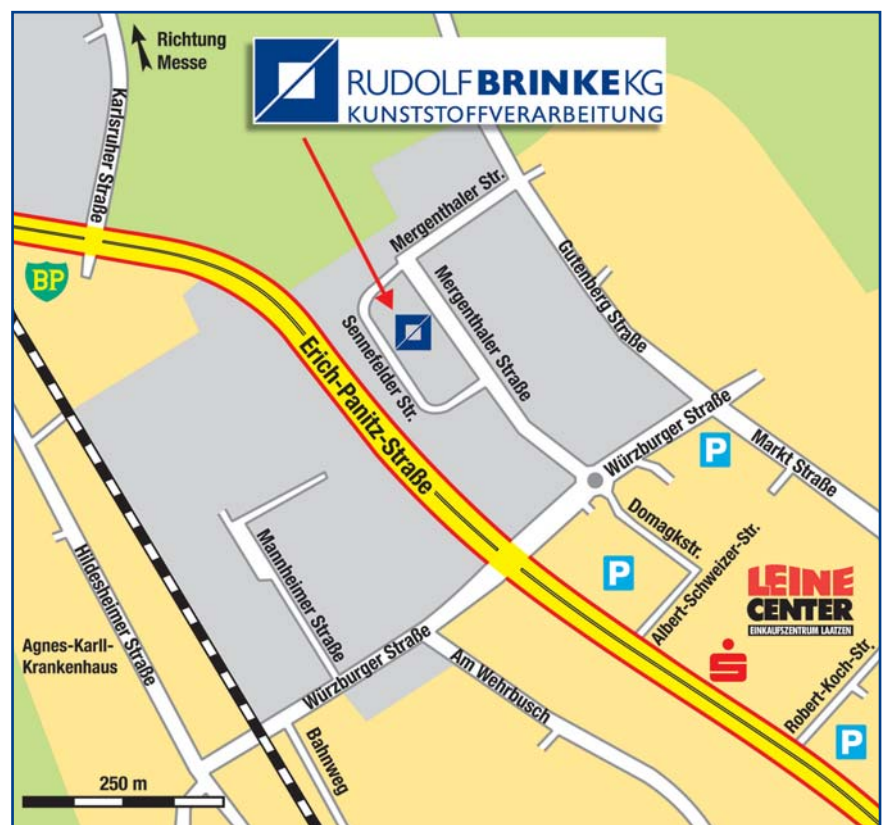 Richtung
Messe
RUDOLF BRINKE KG
KUNSTSTOFFVERARBEITUNG
Karlsruher Straße
Mergenthaler Str.
BP
Mergenthaler Straße
Gutenberg Straße
Sennefelder Str.
Erich-Panitz-Straße
Würzburger Straße
P
Markt Straße
Domagkstr.
Mannheimer Straße
Hildesheimer Straße
P
Albert-Schweizer-Str.
LEINE
CENTER
EINKAUFSZENTRUM LAATZEN
Agnes-Karll-
Krankenhaus
Würzburger Straße
Am Wehrbusch
Robert-Koch-Str.
P
Bahnweg
250 m